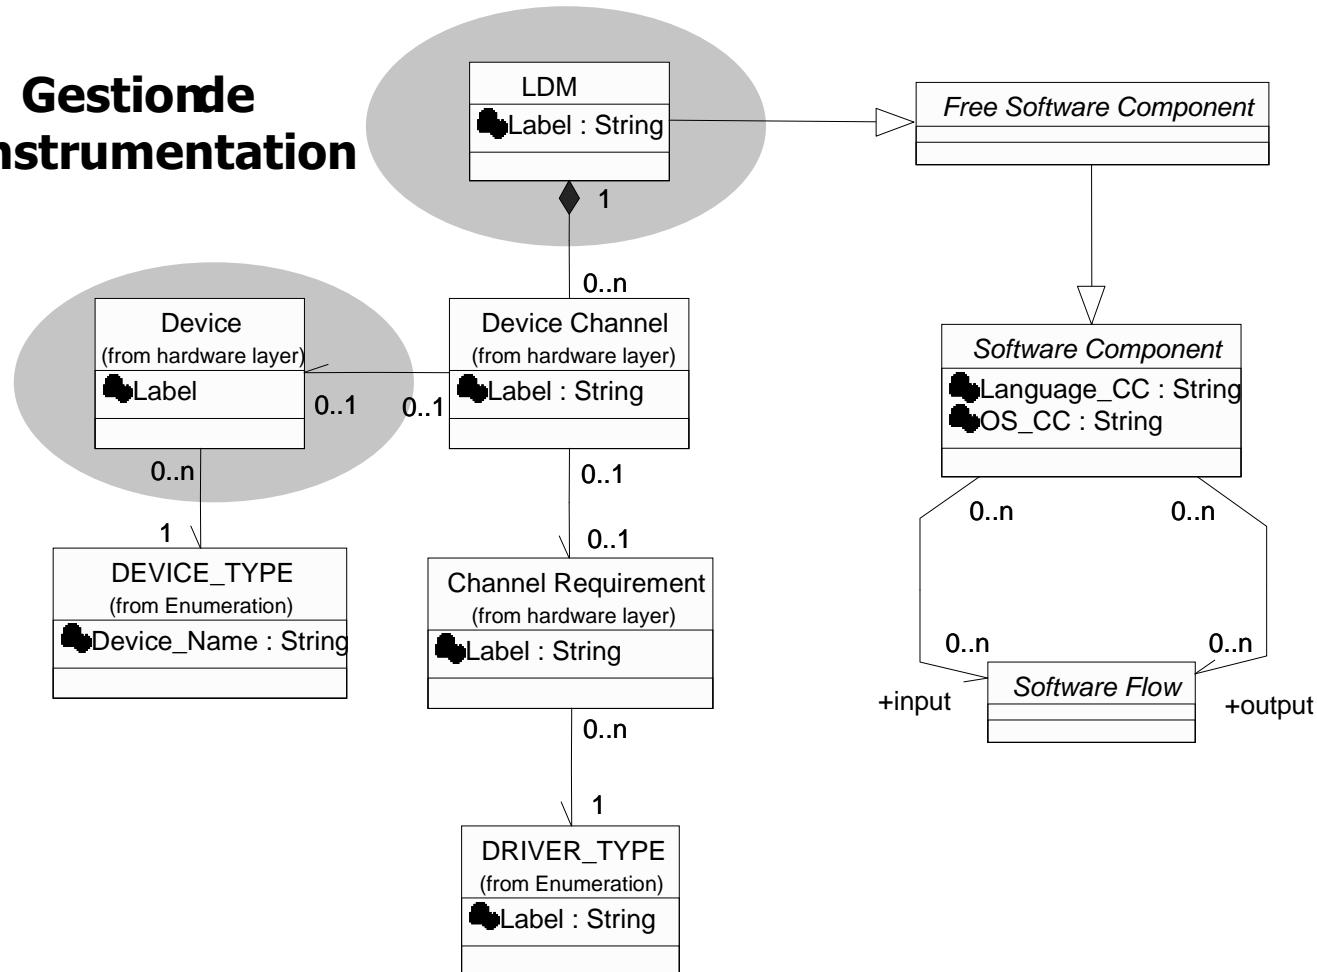 Gestion de
nstrumentation
LDM
Label : String
1
0..n
Free Software Component
Device
(from hardware layer)
Label
0..1
0..1
Device Channel
(from hardware layer)
Label : String
Software Component
Language_CC : String
OS_CC : String
0..n
1
0..1
0..1
0..n
0..n
DEVICE_TYPE
(from Enumeration)
Device_Name : String
Channel Requirement
(from hardware layer)
Label : String
0..n
0..n
+input
Software Flow
+output
0..n
1
DRIVER_TYPE
(from Enumeration)
Label : String